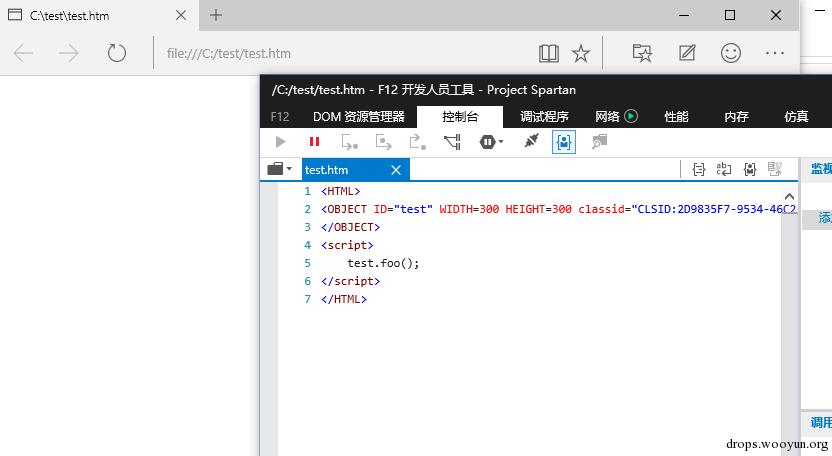 C:\test\test.htm
file:///C:/test/test.htm
/C:/test/test.htm - F12 开发人员工具 - Project Spartan
F12 DOM 资源管理器 控制台 调试程序 网络 性能 内存 仿真
test.htm
监视
1 <HTML>
2 <OBJECT ID="test" WIDTH=300 HEIGHT=300 classid="CLSID:2D9835F7-9534-46C2
添
3 </OBJECT>
4 <script>
5 test.foo();
6 </script>
7 </HTML>
调用
drops.wooyun.org